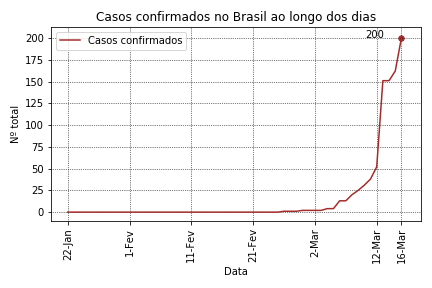 Casos confirmados no Brasil ao longo dos dias
200
Casos confirmados
200
175
150
125
100
75
50
25
0
Nº total
22-Jan
1-Fev
11-Fev
21-Fev
2-Mar
12-Mar
16-Mar
Data